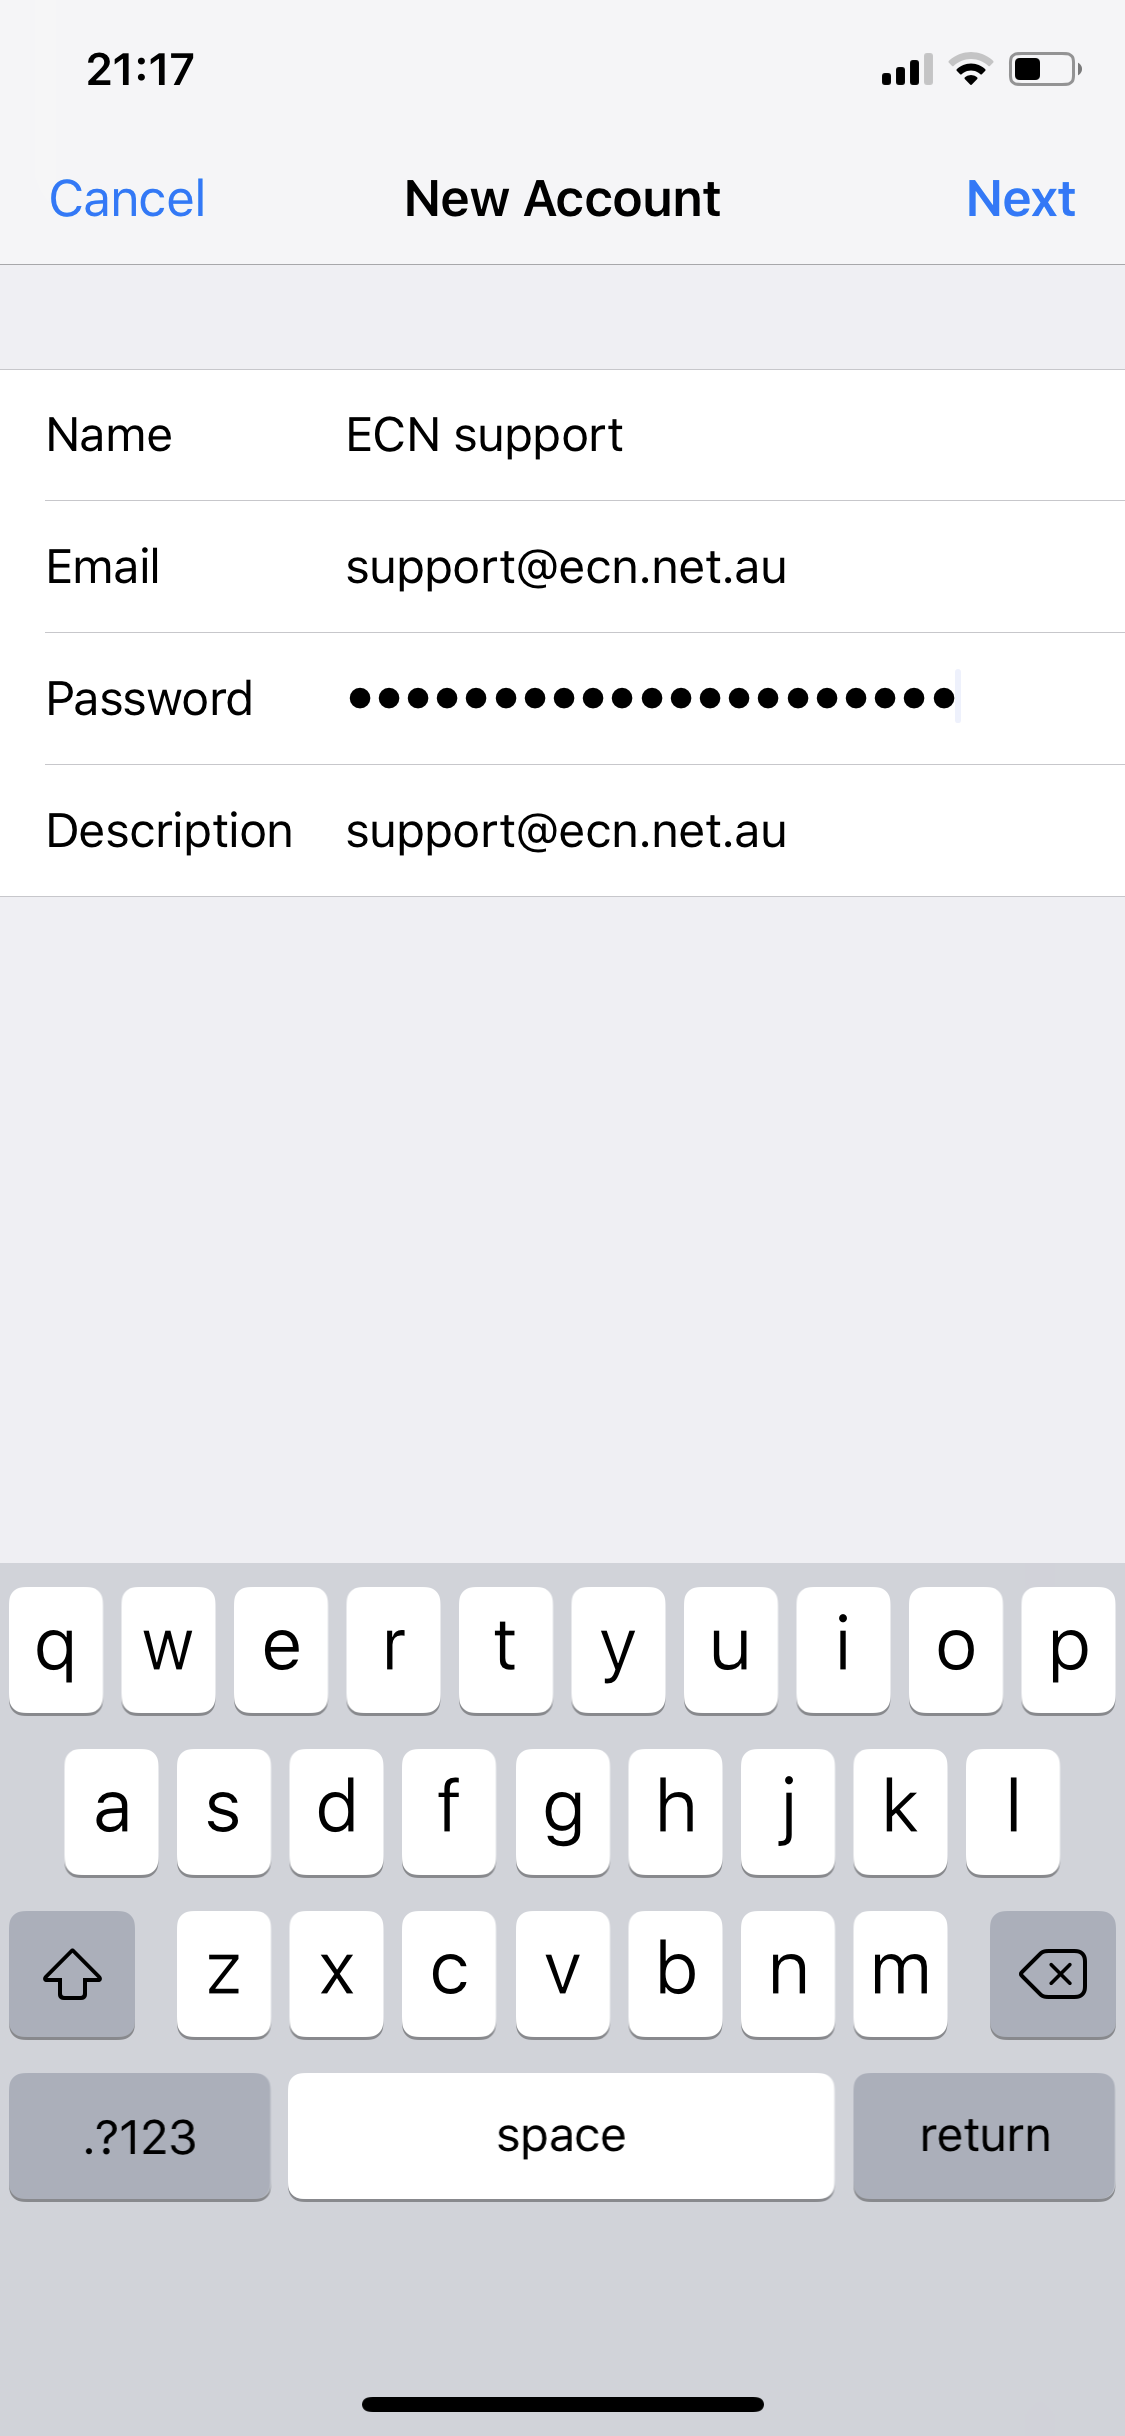 21:17
Cancel New Account Next
Name ECN support
Email support@ecn.net.au
Password ●●●●●●●●●●●●●●●●●●●●●
Description support@ecn.net.au
q w e r t y u i o p
a s d f g h j k l
z x c v b n m
.?123 space return